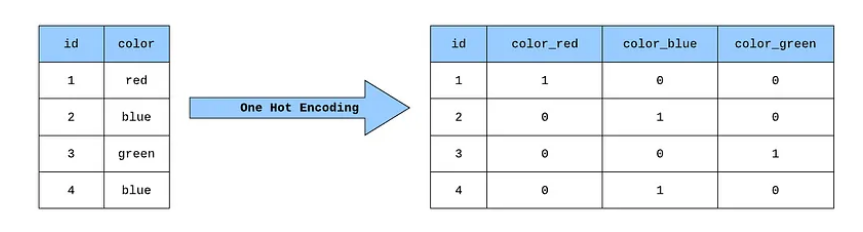 id color
1 red
2 blue
3 green
4 blue
One Hot Encoding
id color_red color_blue color_green
1 1 0 0
2 0 1 0
3 0 0 1
4 0 1 0